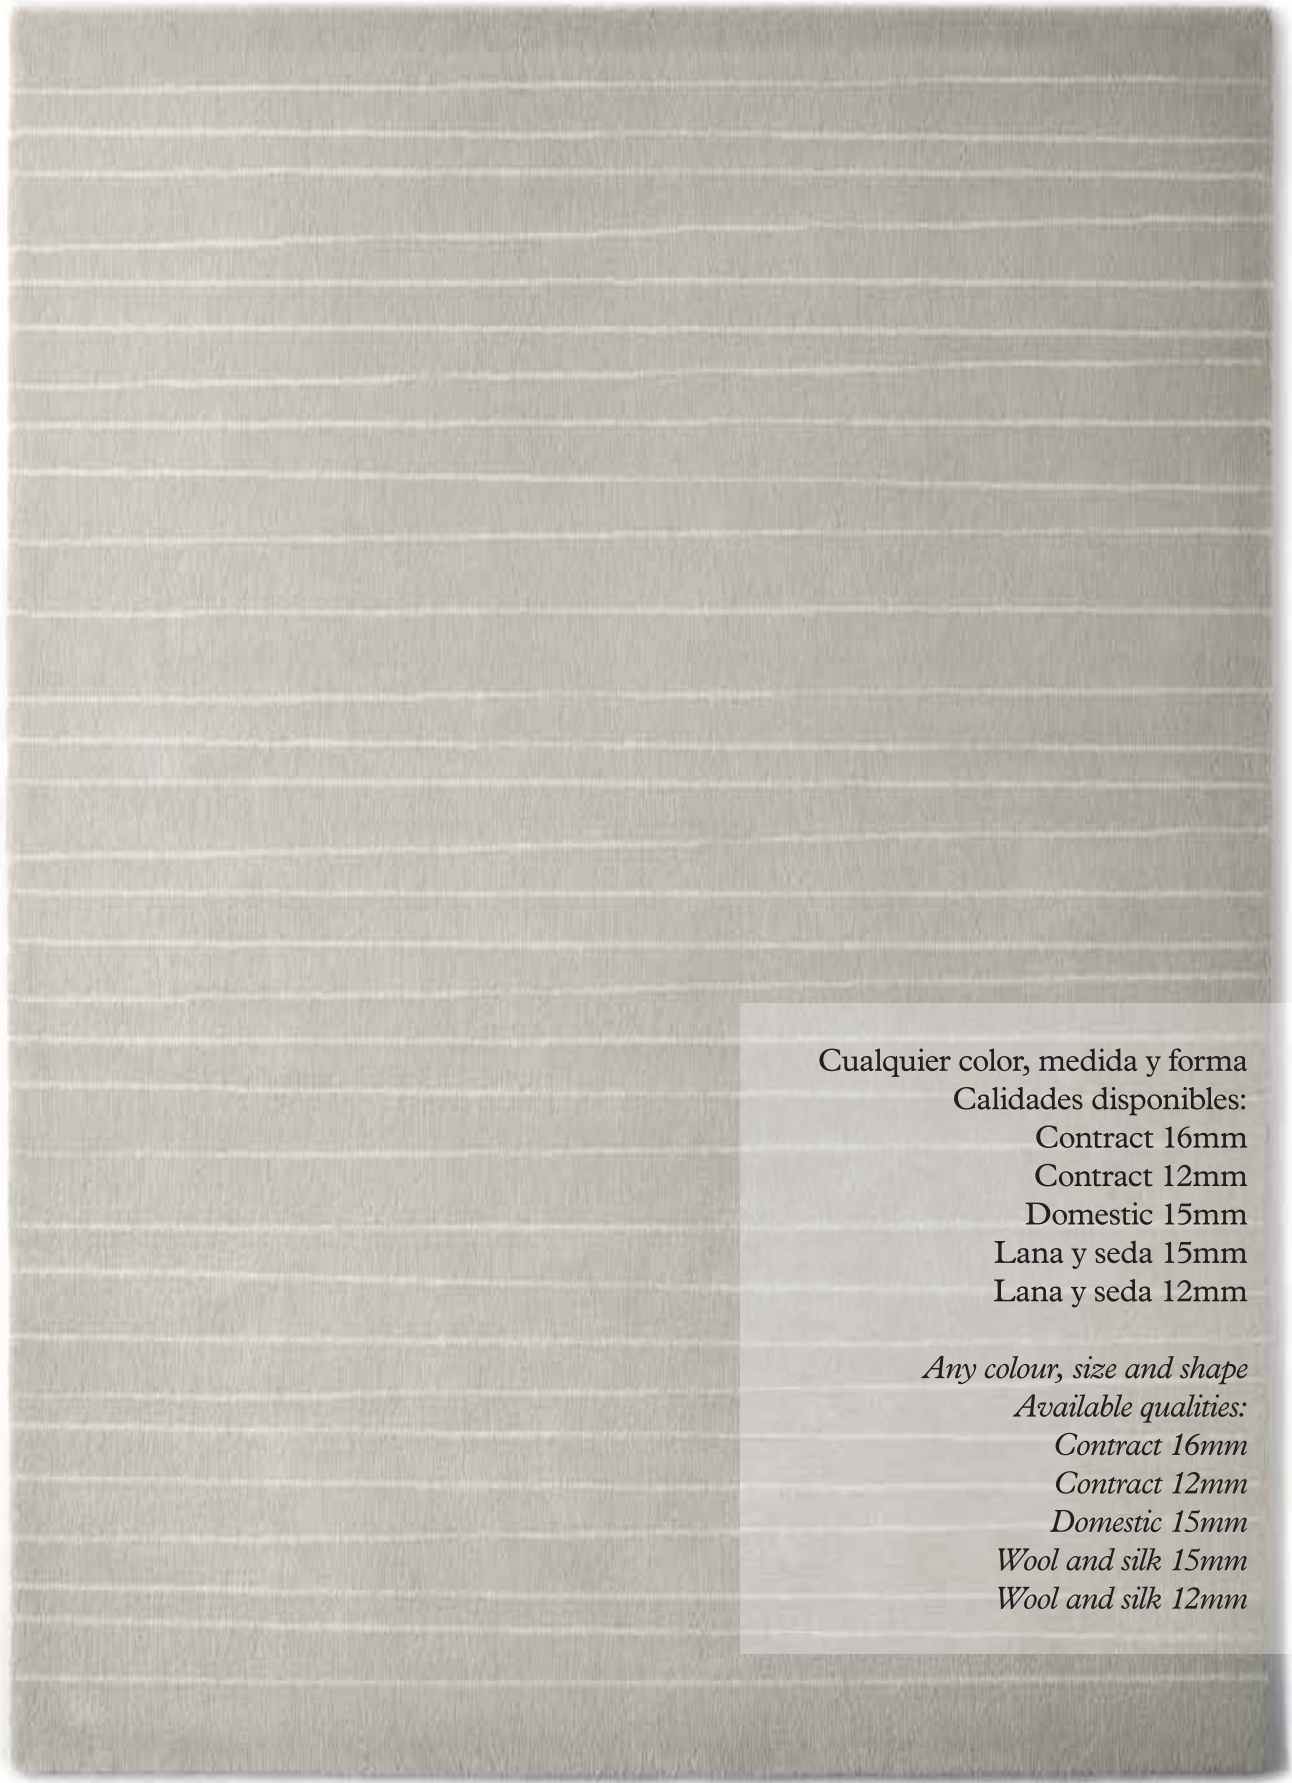 Cualquier color, medida y forma
Calidades disponibles:
Contract 16mm
Contract 12mm
Domestic 15mm
Lana y seda 15mm
Lana y seda 12mm
Any colour, size and shape
Available qualities:
Contract 16mm
Contract 12mm
Domestic 15mm
Wool and silk 15mm
Wool and silk 12mm